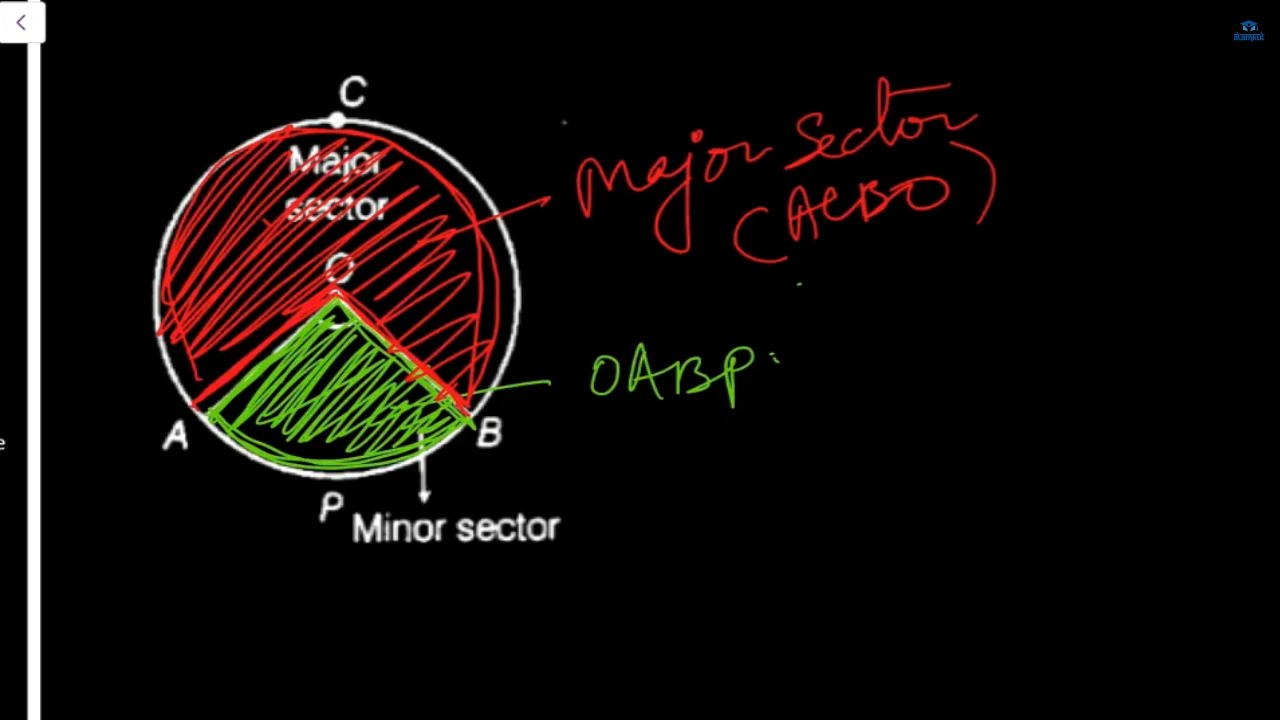 C
Major
sector
O
A
B
P
Minor sector
Major Sector
(ACBO)
OABP
e